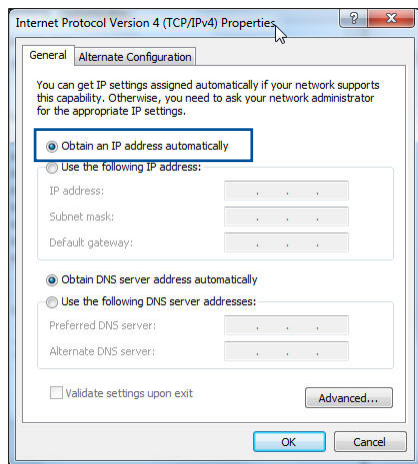 Internet Protocol Version 4 (TCP/IPv4) Properties
General
Alternate Configuration
You can get IP settings assigned automatically if your network supports
this capability. Otherwise, you need to ask your network administrator
for the appropriate IP settings.
Obtain an IP address automatically
Use the following IP address:
IP address:
Subnet mask:
Default gateway:
Obtain DNS server address automatically
Use the following DNS server addresses:
Preferred DNS server:
Alternate DNS server:
Validate settings upon exit
Advanced...
OK
Cancel